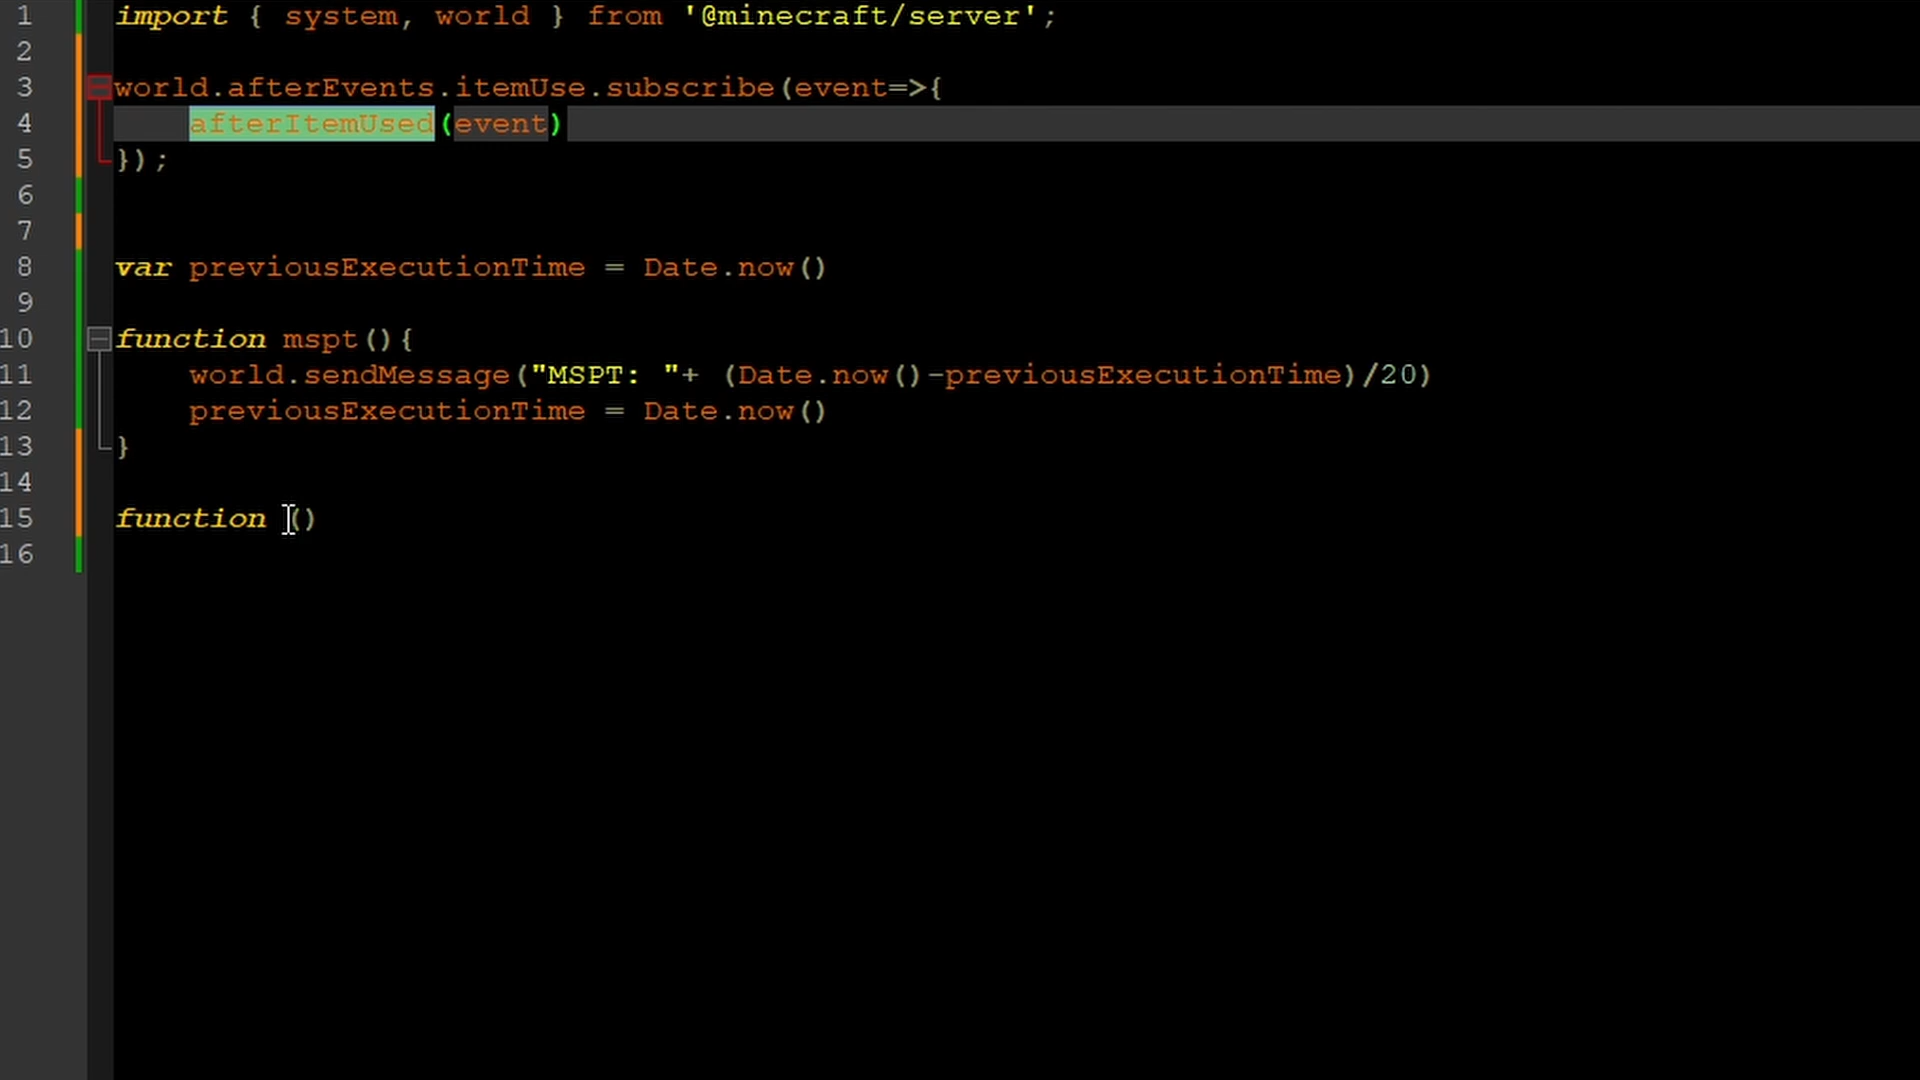 1 import { system, world } from '@minecraft/server';
2
3 world.afterEvents.itemUse.subscribe(event=>{
4 afterItemUsed(event)
5 });
6
7
8 var previousExecutionTime = Date.now()
9
10 function mspt(){
11 world.sendMessage("MSPT: "+ (Date.now()-previousExecutionTime)/20)
12 previousExecutionTime = Date.now()
13 }
14
15 function ()
16